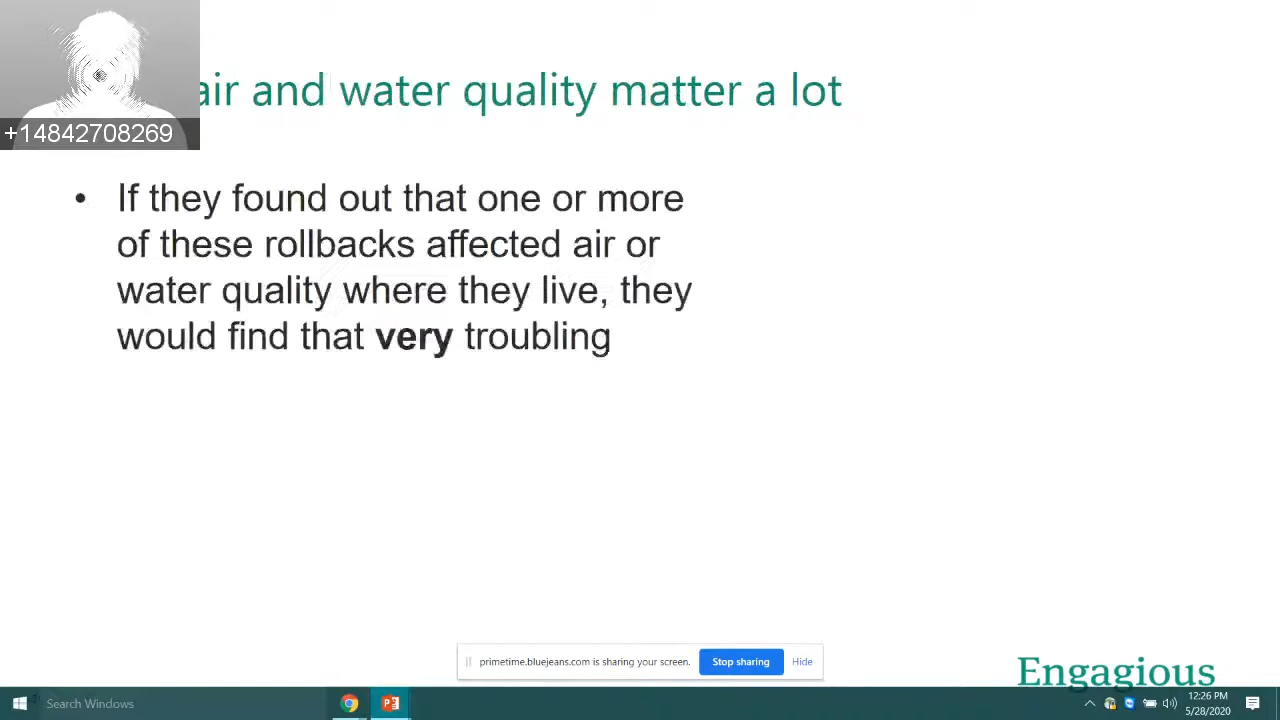 air and water quality matter a lot
+14842708269
• If they found out that one or more
of these rollbacks affected air or
water quality where they live, they
would find that very troubling
primetime.bluejeans.com is sharing your screen. Stop sharing Hide
Engagious
Search Windows
12:26 PM
5/28/2020